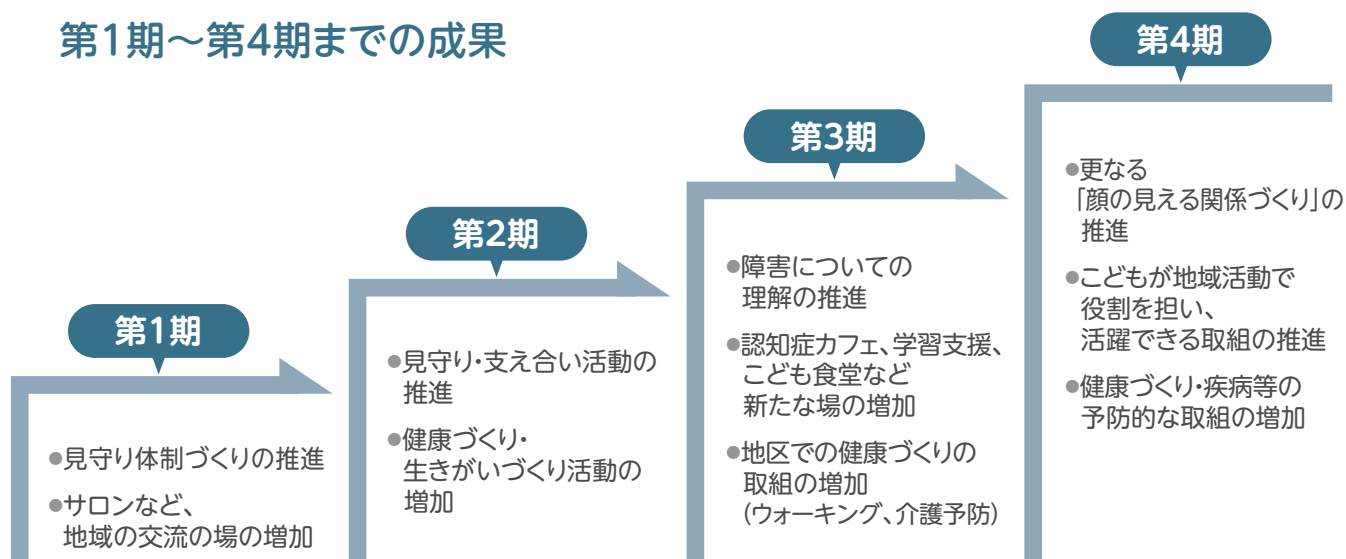 第1期～第4期までの成果
第1期
●見守り体制づくりの推進
●サロンなど、
地域の交流の場の増加
第2期
●見守り・支え合い活動の
推進
●健康づくり・
生きがいづくり活動の
増加
第3期
●障害についての
理解の推進
●認知症カフェ、学習支援、
こども食堂など
新たな場の増加
●地区での健康づくりの
取組の増加
（ウォーキング、介護予防）
第4期
●更なる
「顔の見える関係づくり」の
推進
●こどもが地域活動で
役割を担い、
活躍できる取組の推進
●健康づくり・疾病等の
予防的な取組の増加